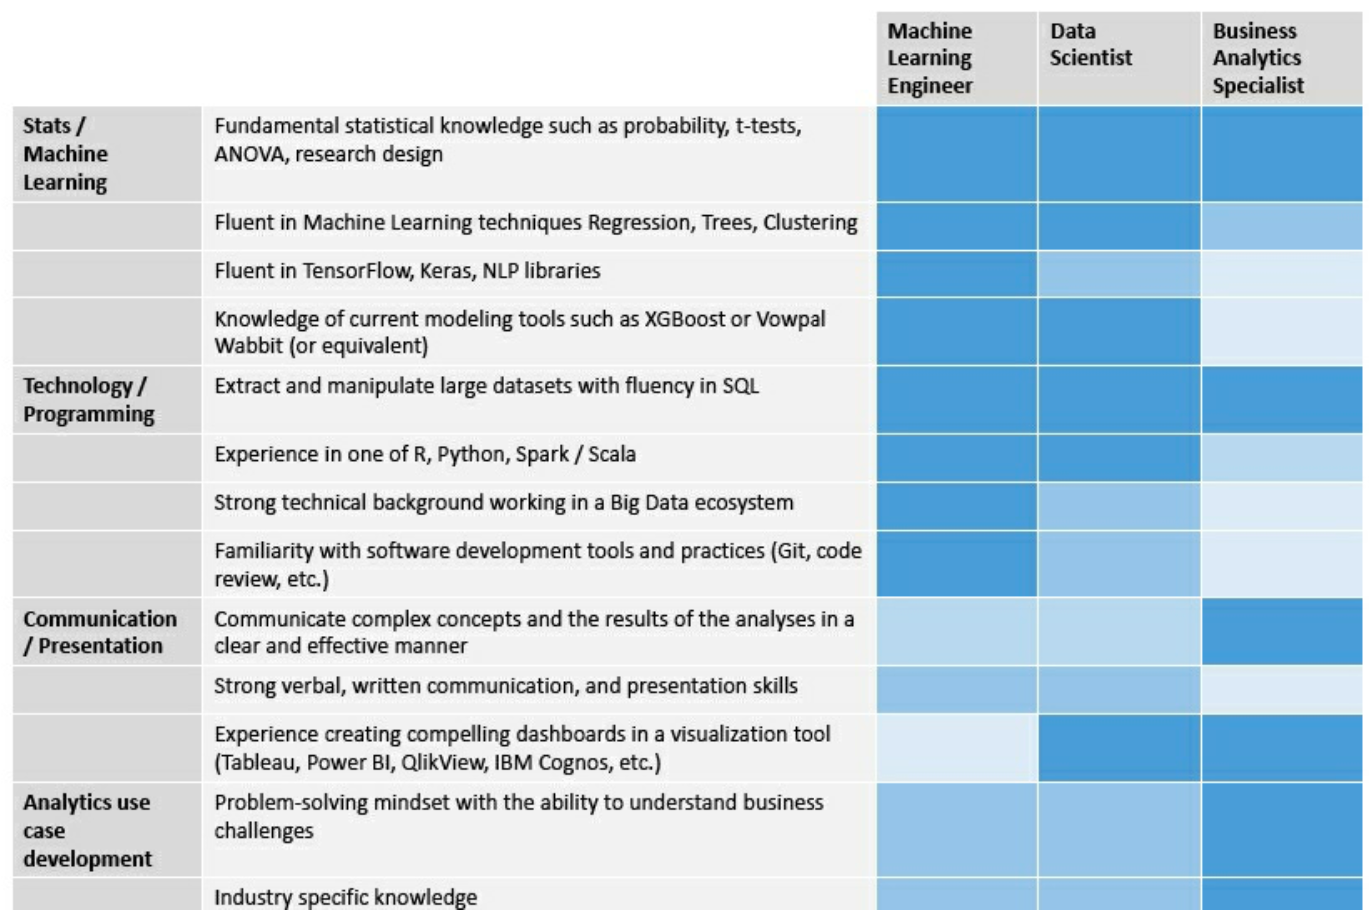 Machine
Learning
Engineer
Data
Scientist
Business
Analytics
Specialist
Stats /
Machine
Learning
Fundamental statistical knowledge such as probability, t-tests,
ANOVA, research design
Fluent in Machine Learning techniques Regression, Trees, Clustering
Fluent in TensorFlow, Keras, NLP libraries
Knowledge of current modeling tools such as XGBoost or Vowpal
Wabbit (or equivalent)
Technology /
Programming
Extract and manipulate large datasets with fluency in SQL
Experience in one of R, Python, Spark / Scala
Strong technical background working in a Big Data ecosystem
Familiarity with software development tools and practices (Git, code
review, etc.)
Communication
/ Presentation
Communicate complex concepts and the results of the analyses in a
clear and effective manner
Strong verbal, written communication, and presentation skills
Experience creating compelling dashboards in a visualization tool
(Tableau, Power BI, QlikView, IBM Cognos, etc.)
Analytics use
case
development
Problem-solving mindset with the ability to understand business
challenges
Industry specific knowledge